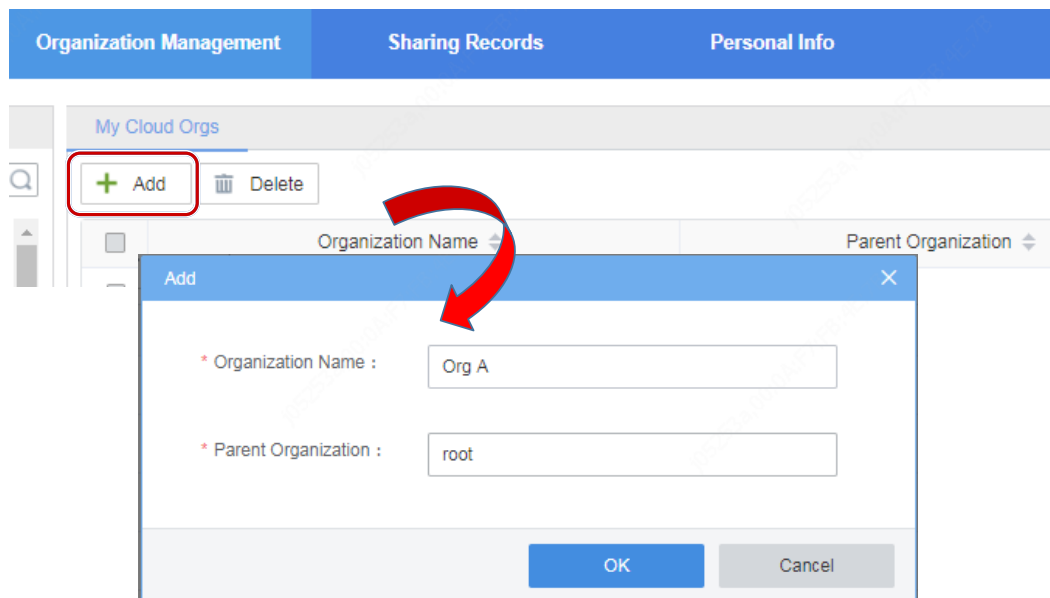 Organization Management Sharing Records Personal Info
My Cloud Orgs
Add Delete
Organization Name Parent Organization
Add
* Organization Name :
Org A
* Parent Organization :
root
OK Cancel